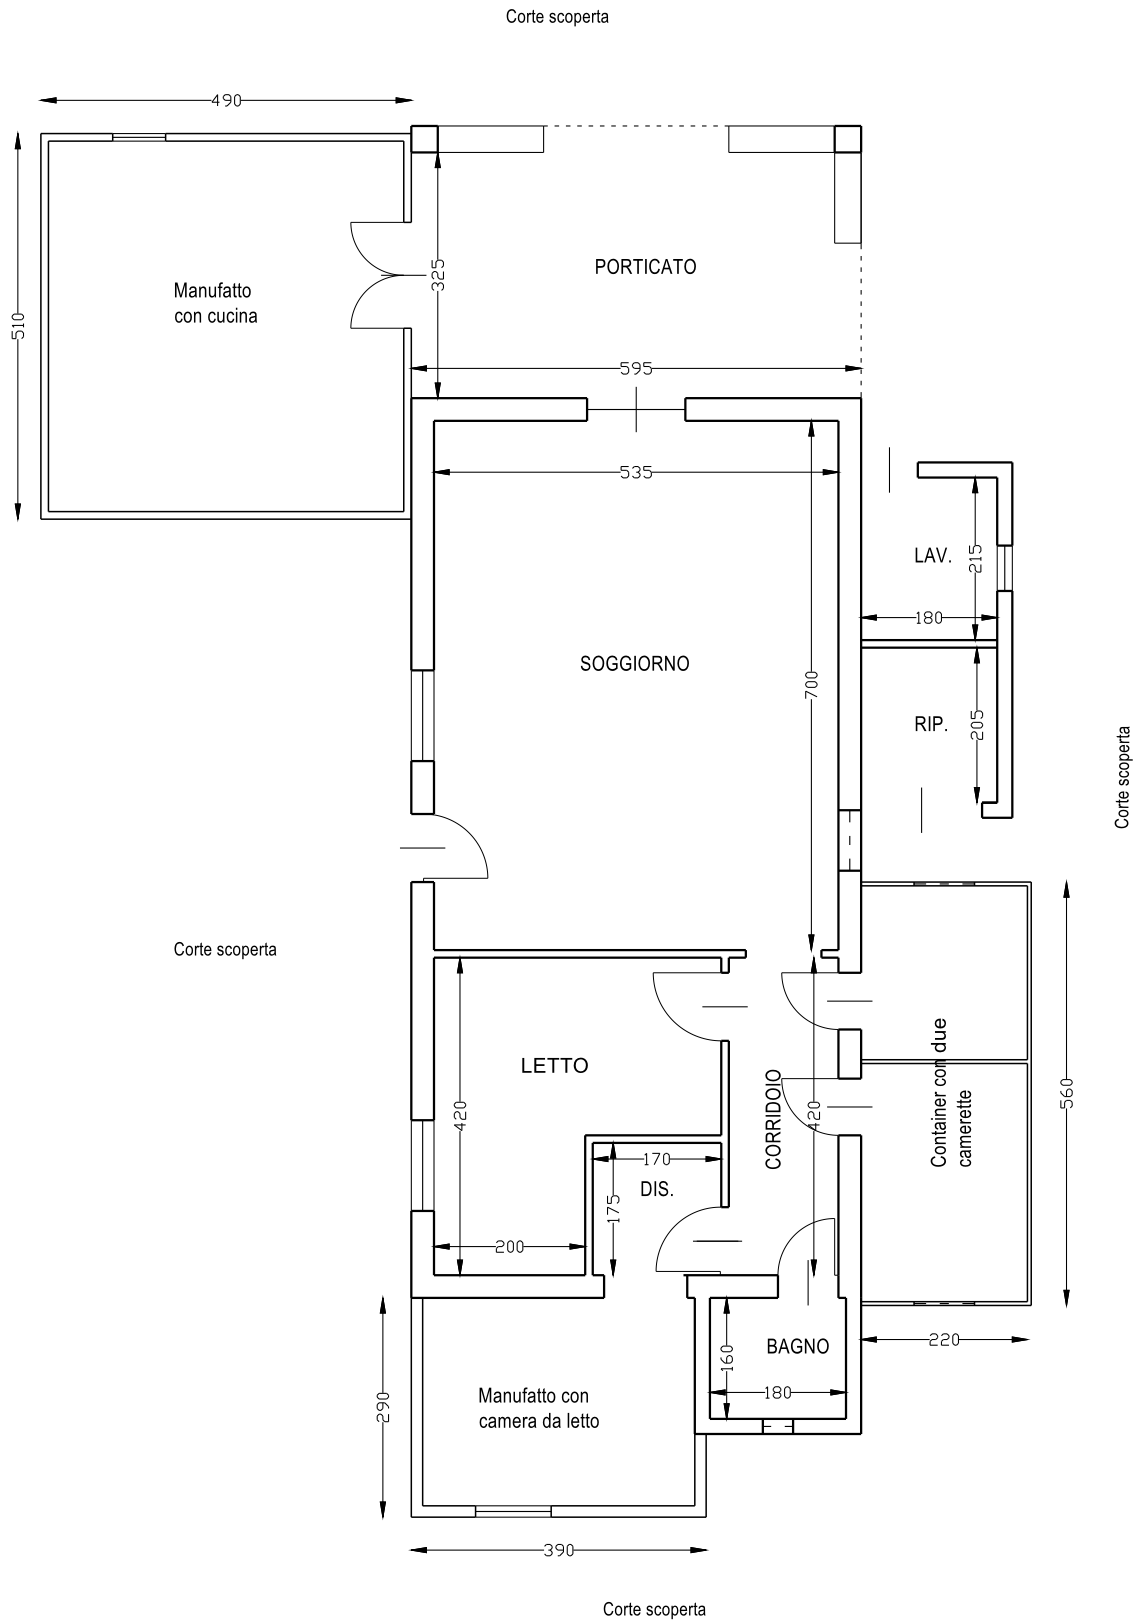 Corte scoperta
490
325
PORTICATO
Manufatto
con cucina
510
595
535
LAV.
215
180
SOGGIORNO
700
RIP.
205
Corte scoperta
Corte scoperta
LETTO
420
CORRIDOIO
420
Container con due
camerette
560
170
DIS.
175
200
220
BAGNO
160
180
290
Manufatto con
camera da letto
390
Corte scoperta